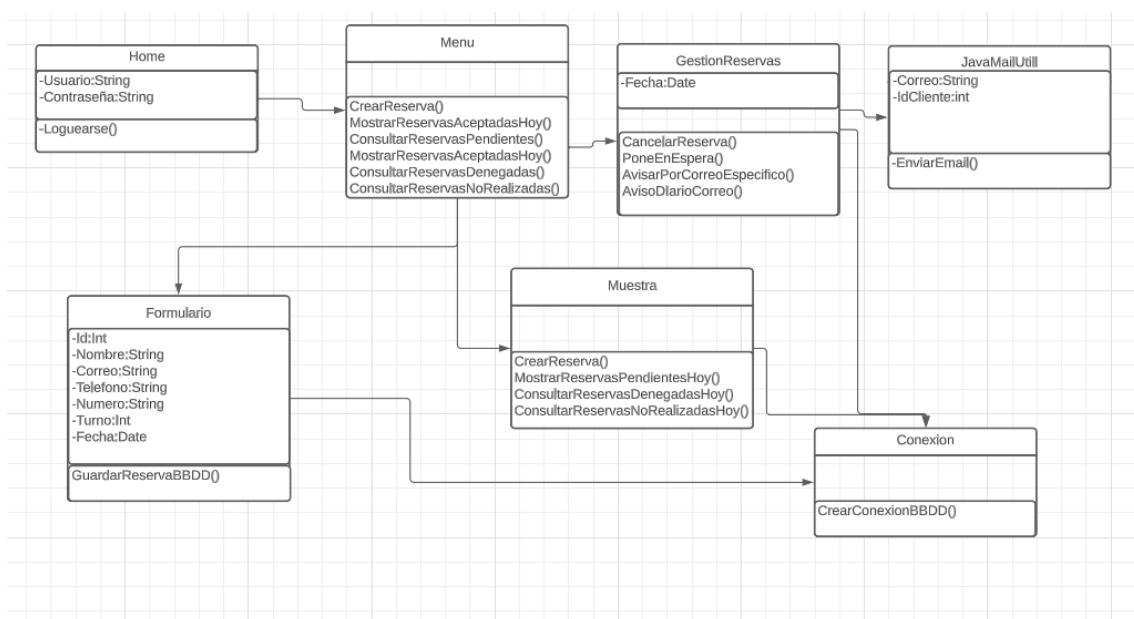 Home
-Usuario:String
-Contraseña:String
-Loguearse()
Menu
CrearReserva()
MostrarReservasAceptadasHoy()
ConsultarReservasPendientes()
MostrarReservasAceptadasHoy()
ConsultarReservasDenegadas()
ConsultarReservasNoRealizadas()
GestionReservas
-Fecha:Date
CancelarReserva()
PoneEnEspera()
AvisarPorCorreoEspecifico()
AvisoDIarioCorreo()
JavaMailUtill
-Correo:String
-IdCliente:int
-EnviarEmail()
Formulario
-Id:Int
-Nombre:String
-Correo:String
-Telefono:String
-Numero:String
-Turno:Int
-Fecha:Date
GuardarReservaBBDD()
Muestra
CrearReserva()
MostrarReservasPendientesHoy()
ConsultarReservasDenegadasHoy()
ConsultarReservasNoRealizadasHoy()
Conexion
CrearConexionBBDD()